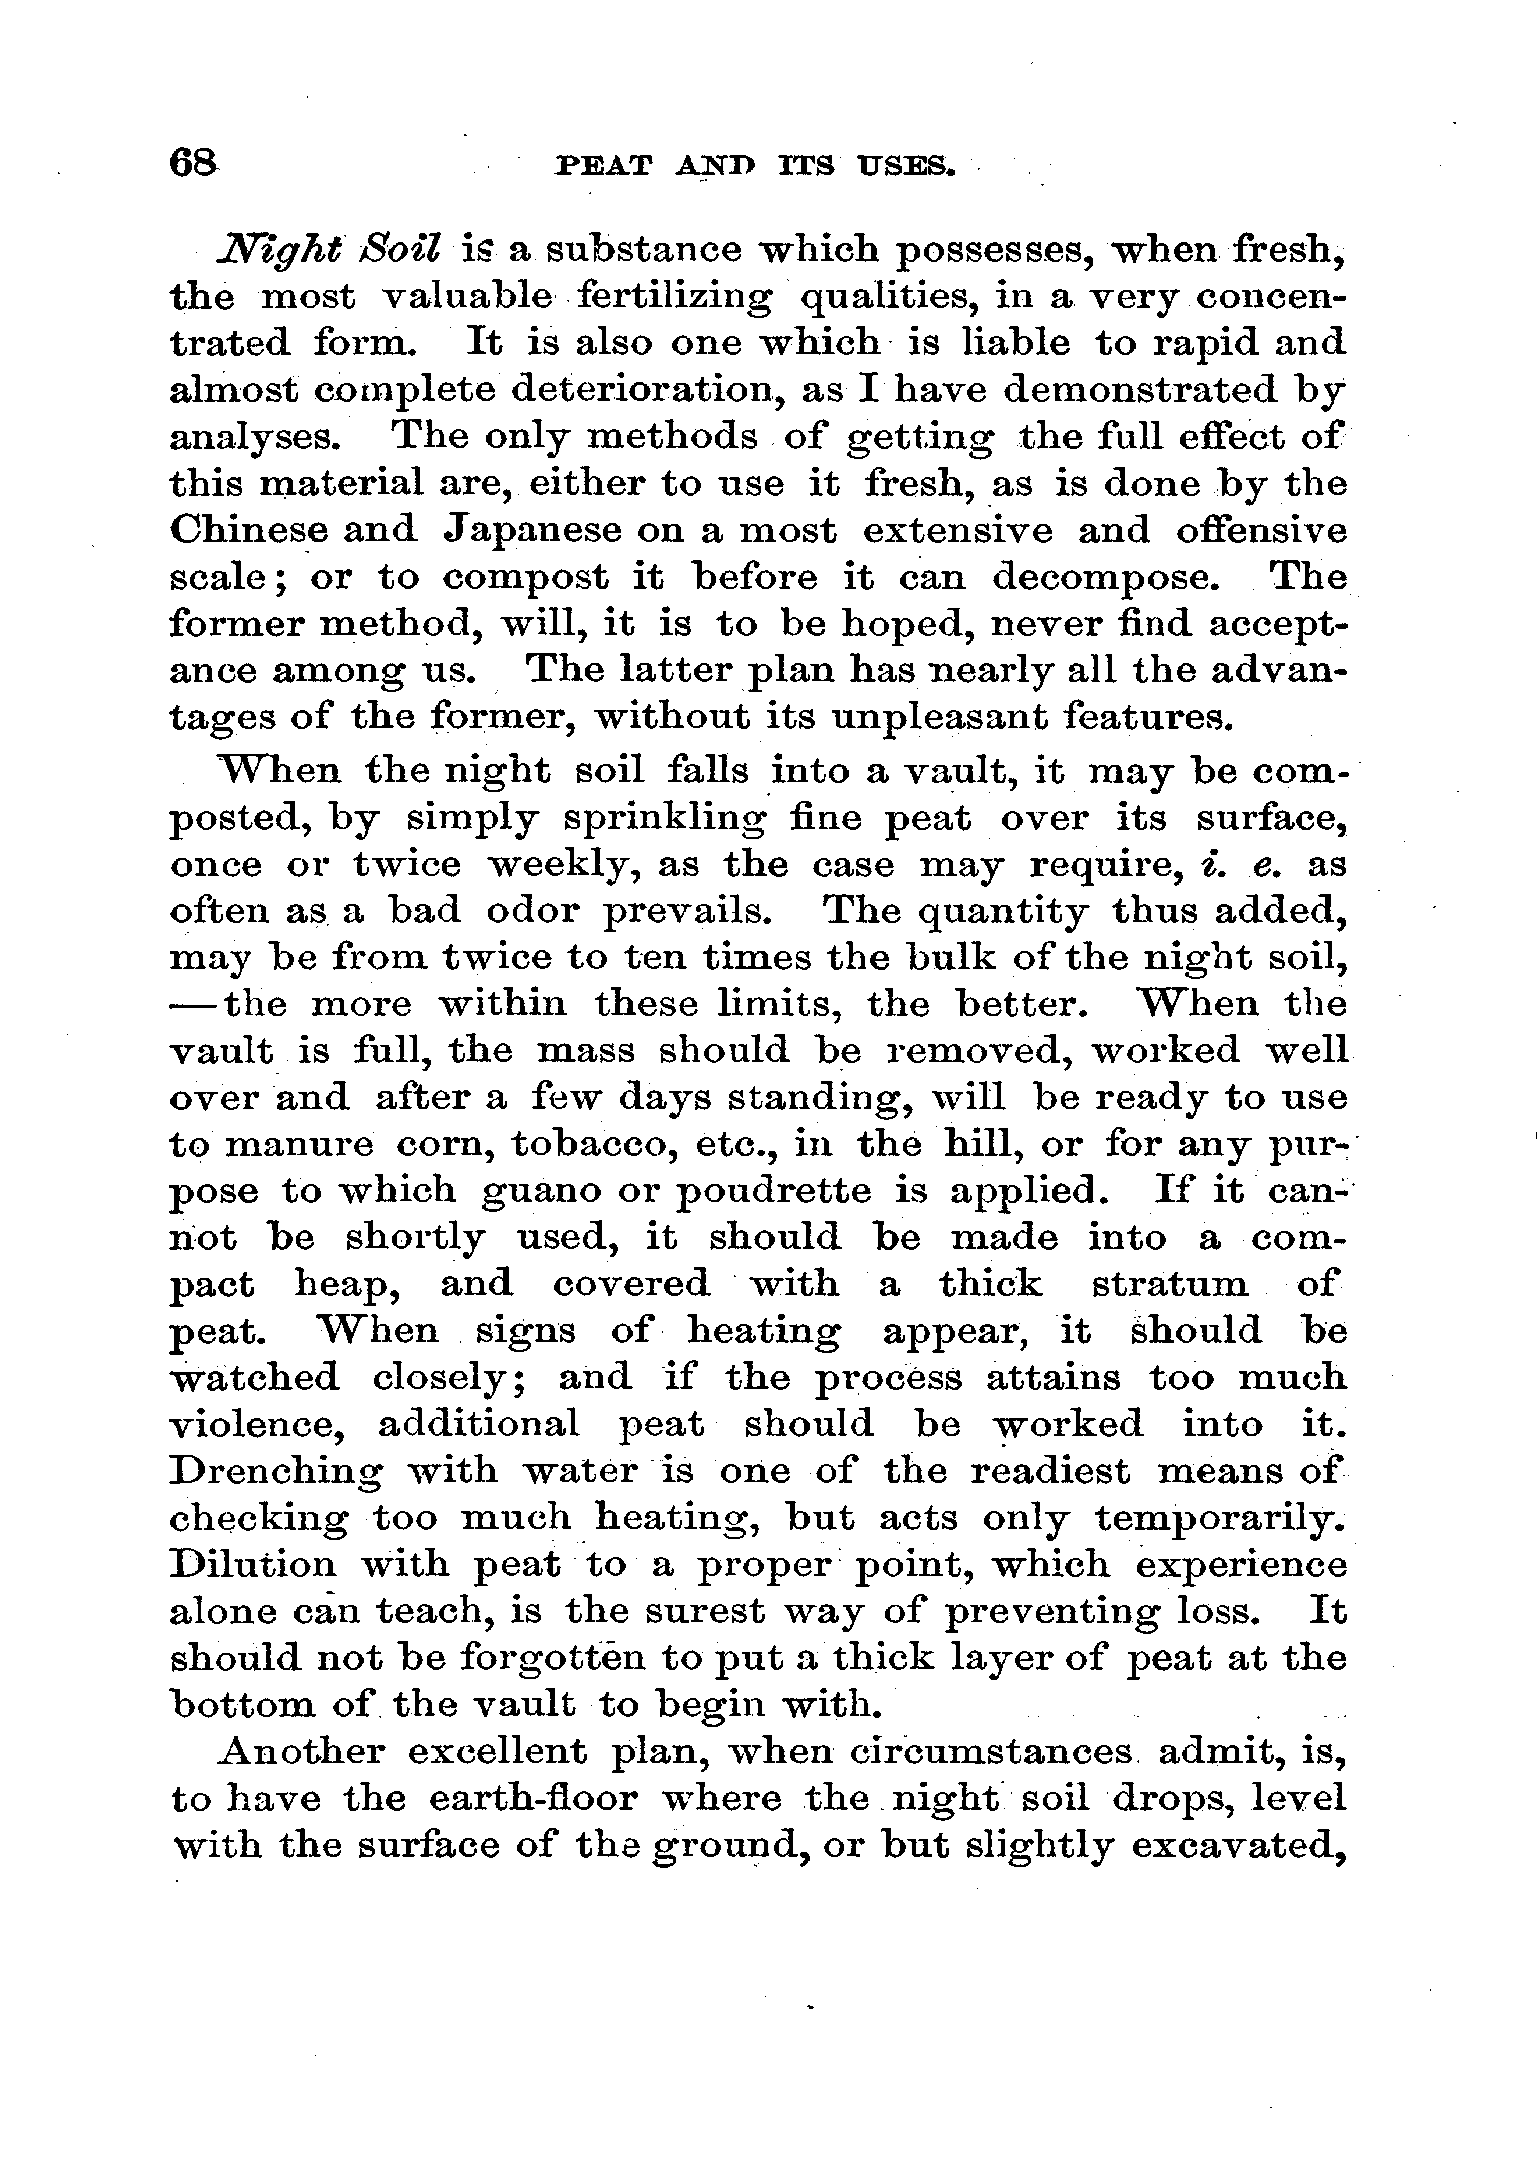 68 PEAT AND ITS USES.
Night Soil is a substance which possesses, when fresh,
the most valuable fertilizing qualities, in a very concen-
trated form. It is also one which is liable to rapid and
almost complete deterioration, as I have demonstrated by
analyses. The only methods of getting the full effect of
this material are, either to use it fresh, as is done by the
Chinese and Japanese on a most extensive and offensive
scale; or to compost it before it can decompose. The
former method, will, it is to be hoped, never find accept-
ance among us. The latter plan has nearly all the advan-
tages of the former, without its unpleasant features.
When the night soil falls into a vault, it may be com-
posted, by simply sprinkling fine peat over its surface,
once or twice weekly, as the case may require, i. e. as
often as a bad odor prevails. The quantity thus added,
may be from twice to ten times the bulk of the night soil,
—the more within these limits, the better. When the
vault is full, the mass should be removed, worked well
over and after a few days standing, will be ready to use
to manure corn, tobacco, etc., in the hill, or for any pur-
pose to which guano or poudrette is applied. If it can-
not be shortly used, it should be made into a com-
pact heap, and covered with a thick stratum of
peat. When signs of heating appear, it should be
watched closely; and if the process attains too much
violence, additional peat should be worked into it.
Drenching with water is one of the readiest means of
checking too much heating, but acts only temporarily.
Dilution with peat to a proper point, which experience
alone can teach, is the surest way of preventing loss. It
should not be forgotten to put a thick layer of peat at the
bottom of the vault to begin with.
Another excellent plan, when circumstances admit, is,
to have the earth-floor where the night soil drops, level
with the surface of the ground, or but slightly excavated,